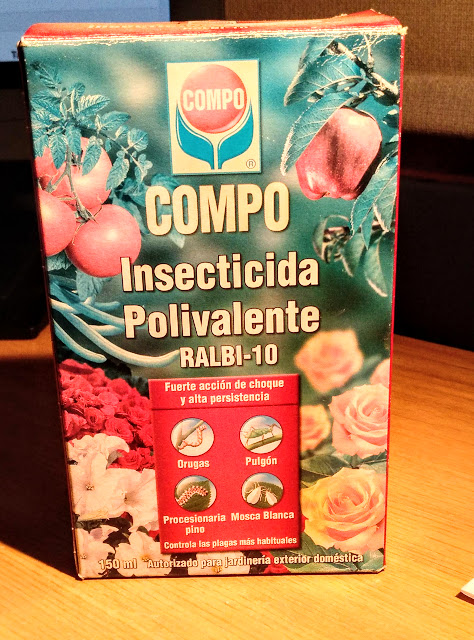 COMPO
®
COMPO
Insecticida
Polivalente
RALBI-10
Fuerte acción de choque
y alta persistencia
Orugas
Pulgón
Procesionaria
pino
Mosca Blanca
Controla las plagas más habituales
150 ml
Autorizado para jardinería exterior doméstica